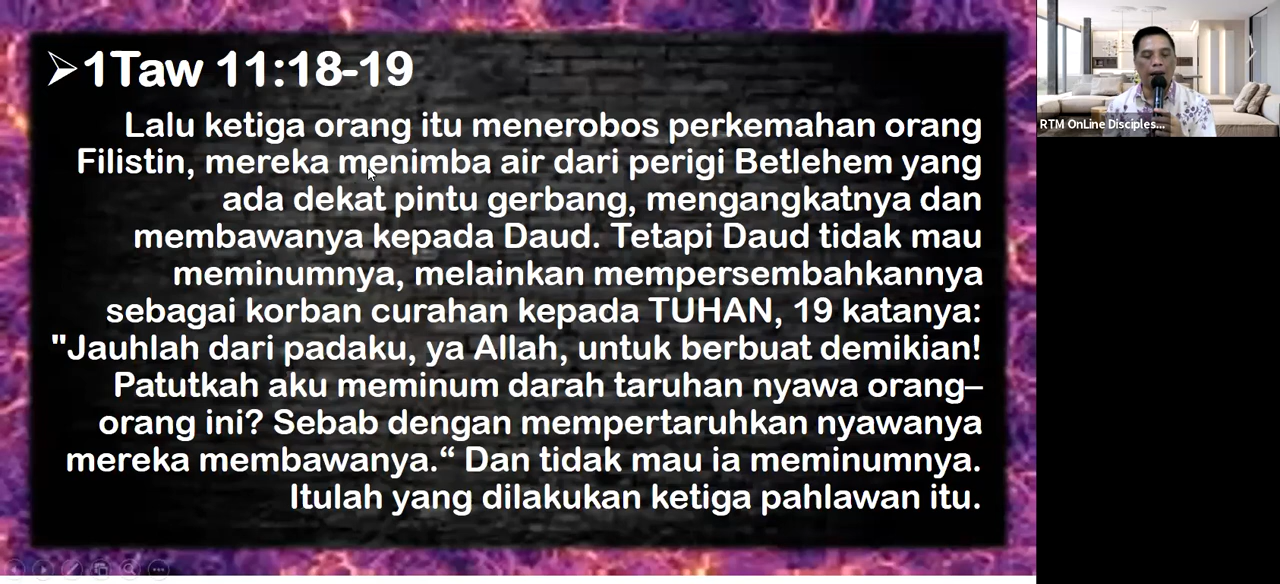 1Taw 11:18-19
Lalu ketiga orang itu menerobos perkemahan orang
Filistin, mereka menimba air dari perigi Betlehem yang
ada dekat pintu gerbang, mengangkatnya dan
membawanya kepada Daud. Tetapi Daud tidak mau
meminumnya, melainkan mempersembahkannya
sebagai korban curahan kepada TUHAN, 19 katanya:
"Jauhlah dari padaku, ya Allah, untuk berbuat demikian!
Patutkah aku meminum darah taruhan nyawa orang–
orang ini? Sebab dengan mempertaruhkan nyawanya
mereka membawanya.“ Dan tidak mau ia meminumnya.
Itulah yang dilakukan ketiga pahlawan itu.
RTM OnLine Disciples...